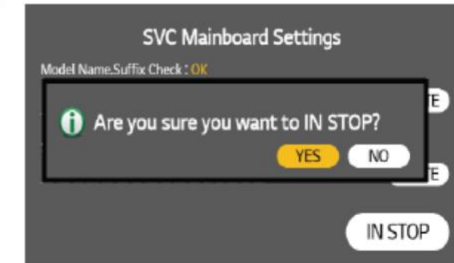 SVC Mainboard Settings
Model Name.Suffix Check : OK
Are you sure you want to IN STOP?
YES NO
IN STOP